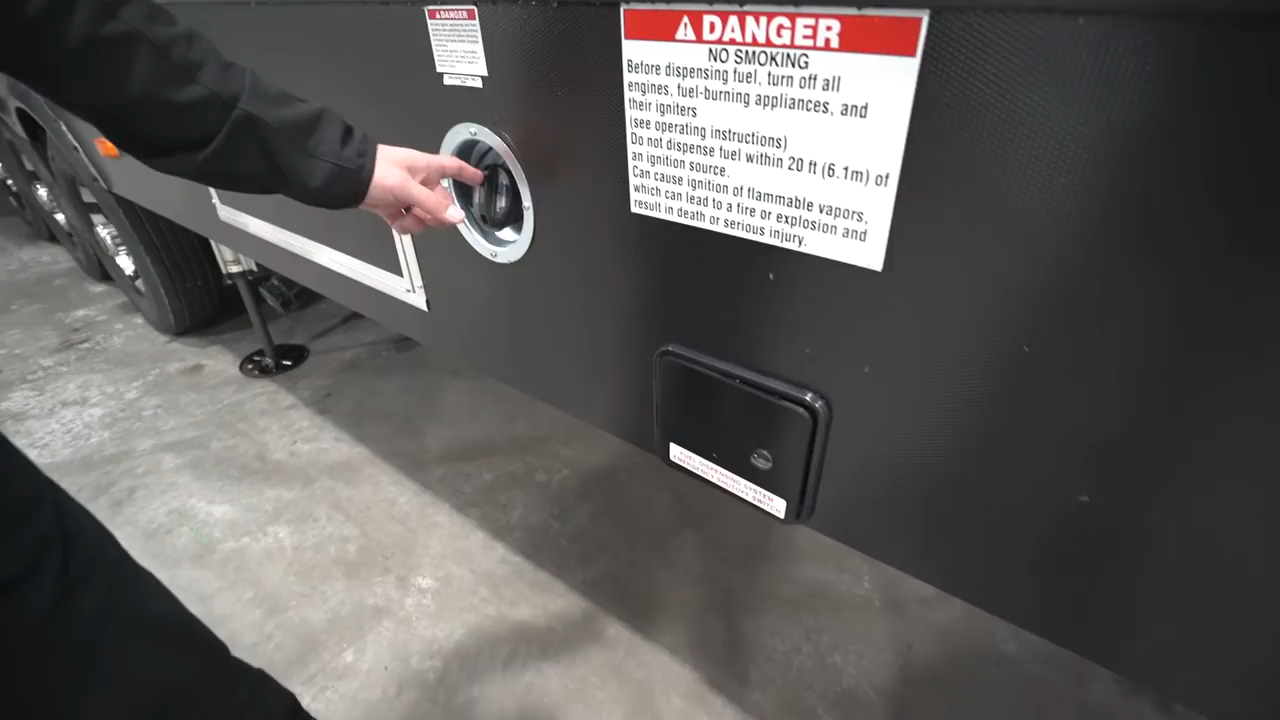 DANGER
DANGER
NO SMOKING
Before dispensing fuel, turn off all
engines, fuel-burning appliances, and
their igniters
(see operating instructions)
Do not dispense fuel within 20 ft (6.1m) of
an ignition source.
Can cause ignition of flammable vapors,
which can lead to a fire or explosion and
result in death or serious injury.
FUEL DISPENSING SYSTEM
EMERGENCY SHUTOFF SWITCH